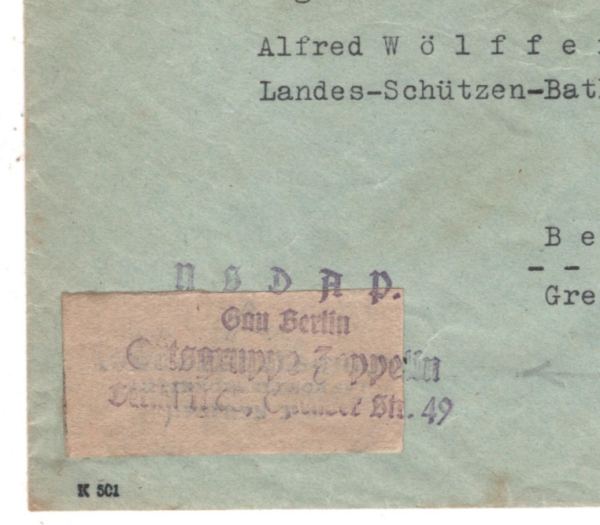 Alfred W ö l f f e
Landes-Schützen-Bat
B e
- -
Gre
N S D A P.
Gau Berlin
Ortsgruppe Zeppelin
Str. 49
K 501